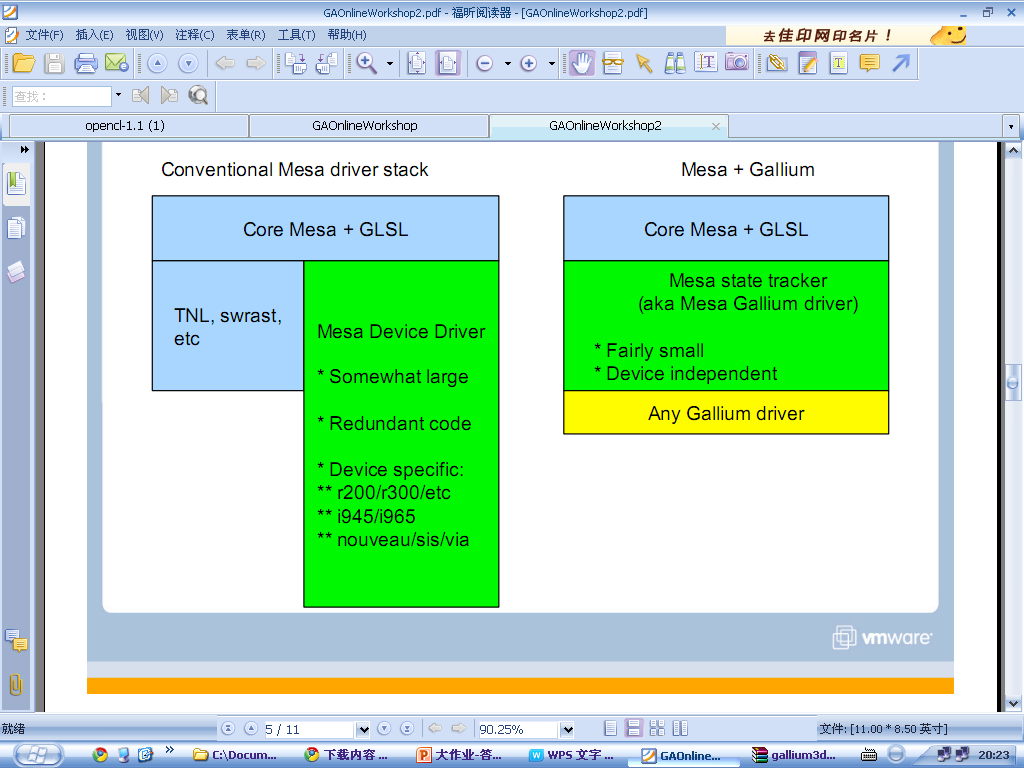 GAOnlineWorkshop2.pdf - 福昕阅读器 - [GAOnlineWorkshop2.pdf]
文件(F) 插入(E) 视图(V) 注释(C) 表单(R) 工具(T) 帮助(H)
去佳印网印名片！
查找：
opencl-1.1 (1) GAOnlineWorkshop GAOnlineWorkshop2
Conventional Mesa driver stack
Core Mesa + GLSL
TNL, swrast,
etc
Mesa Device Driver
* Somewhat large
* Redundant code
* Device specific:
** r200/r300/etc
** i945/i965
** nouveau/sis/via
Mesa + Gallium
Core Mesa + GLSL
Mesa state tracker
(aka Mesa Gallium driver)
* Fairly small
* Device independent
Any Gallium driver
vmware
就绪
5 / 11
90.25%
文件: [11.00 * 8.50 英寸]
C:\Docum...
下载内容 ...
大作业-答...
WPS 文字 ...
GAOnline...
gallium3d...
20:23